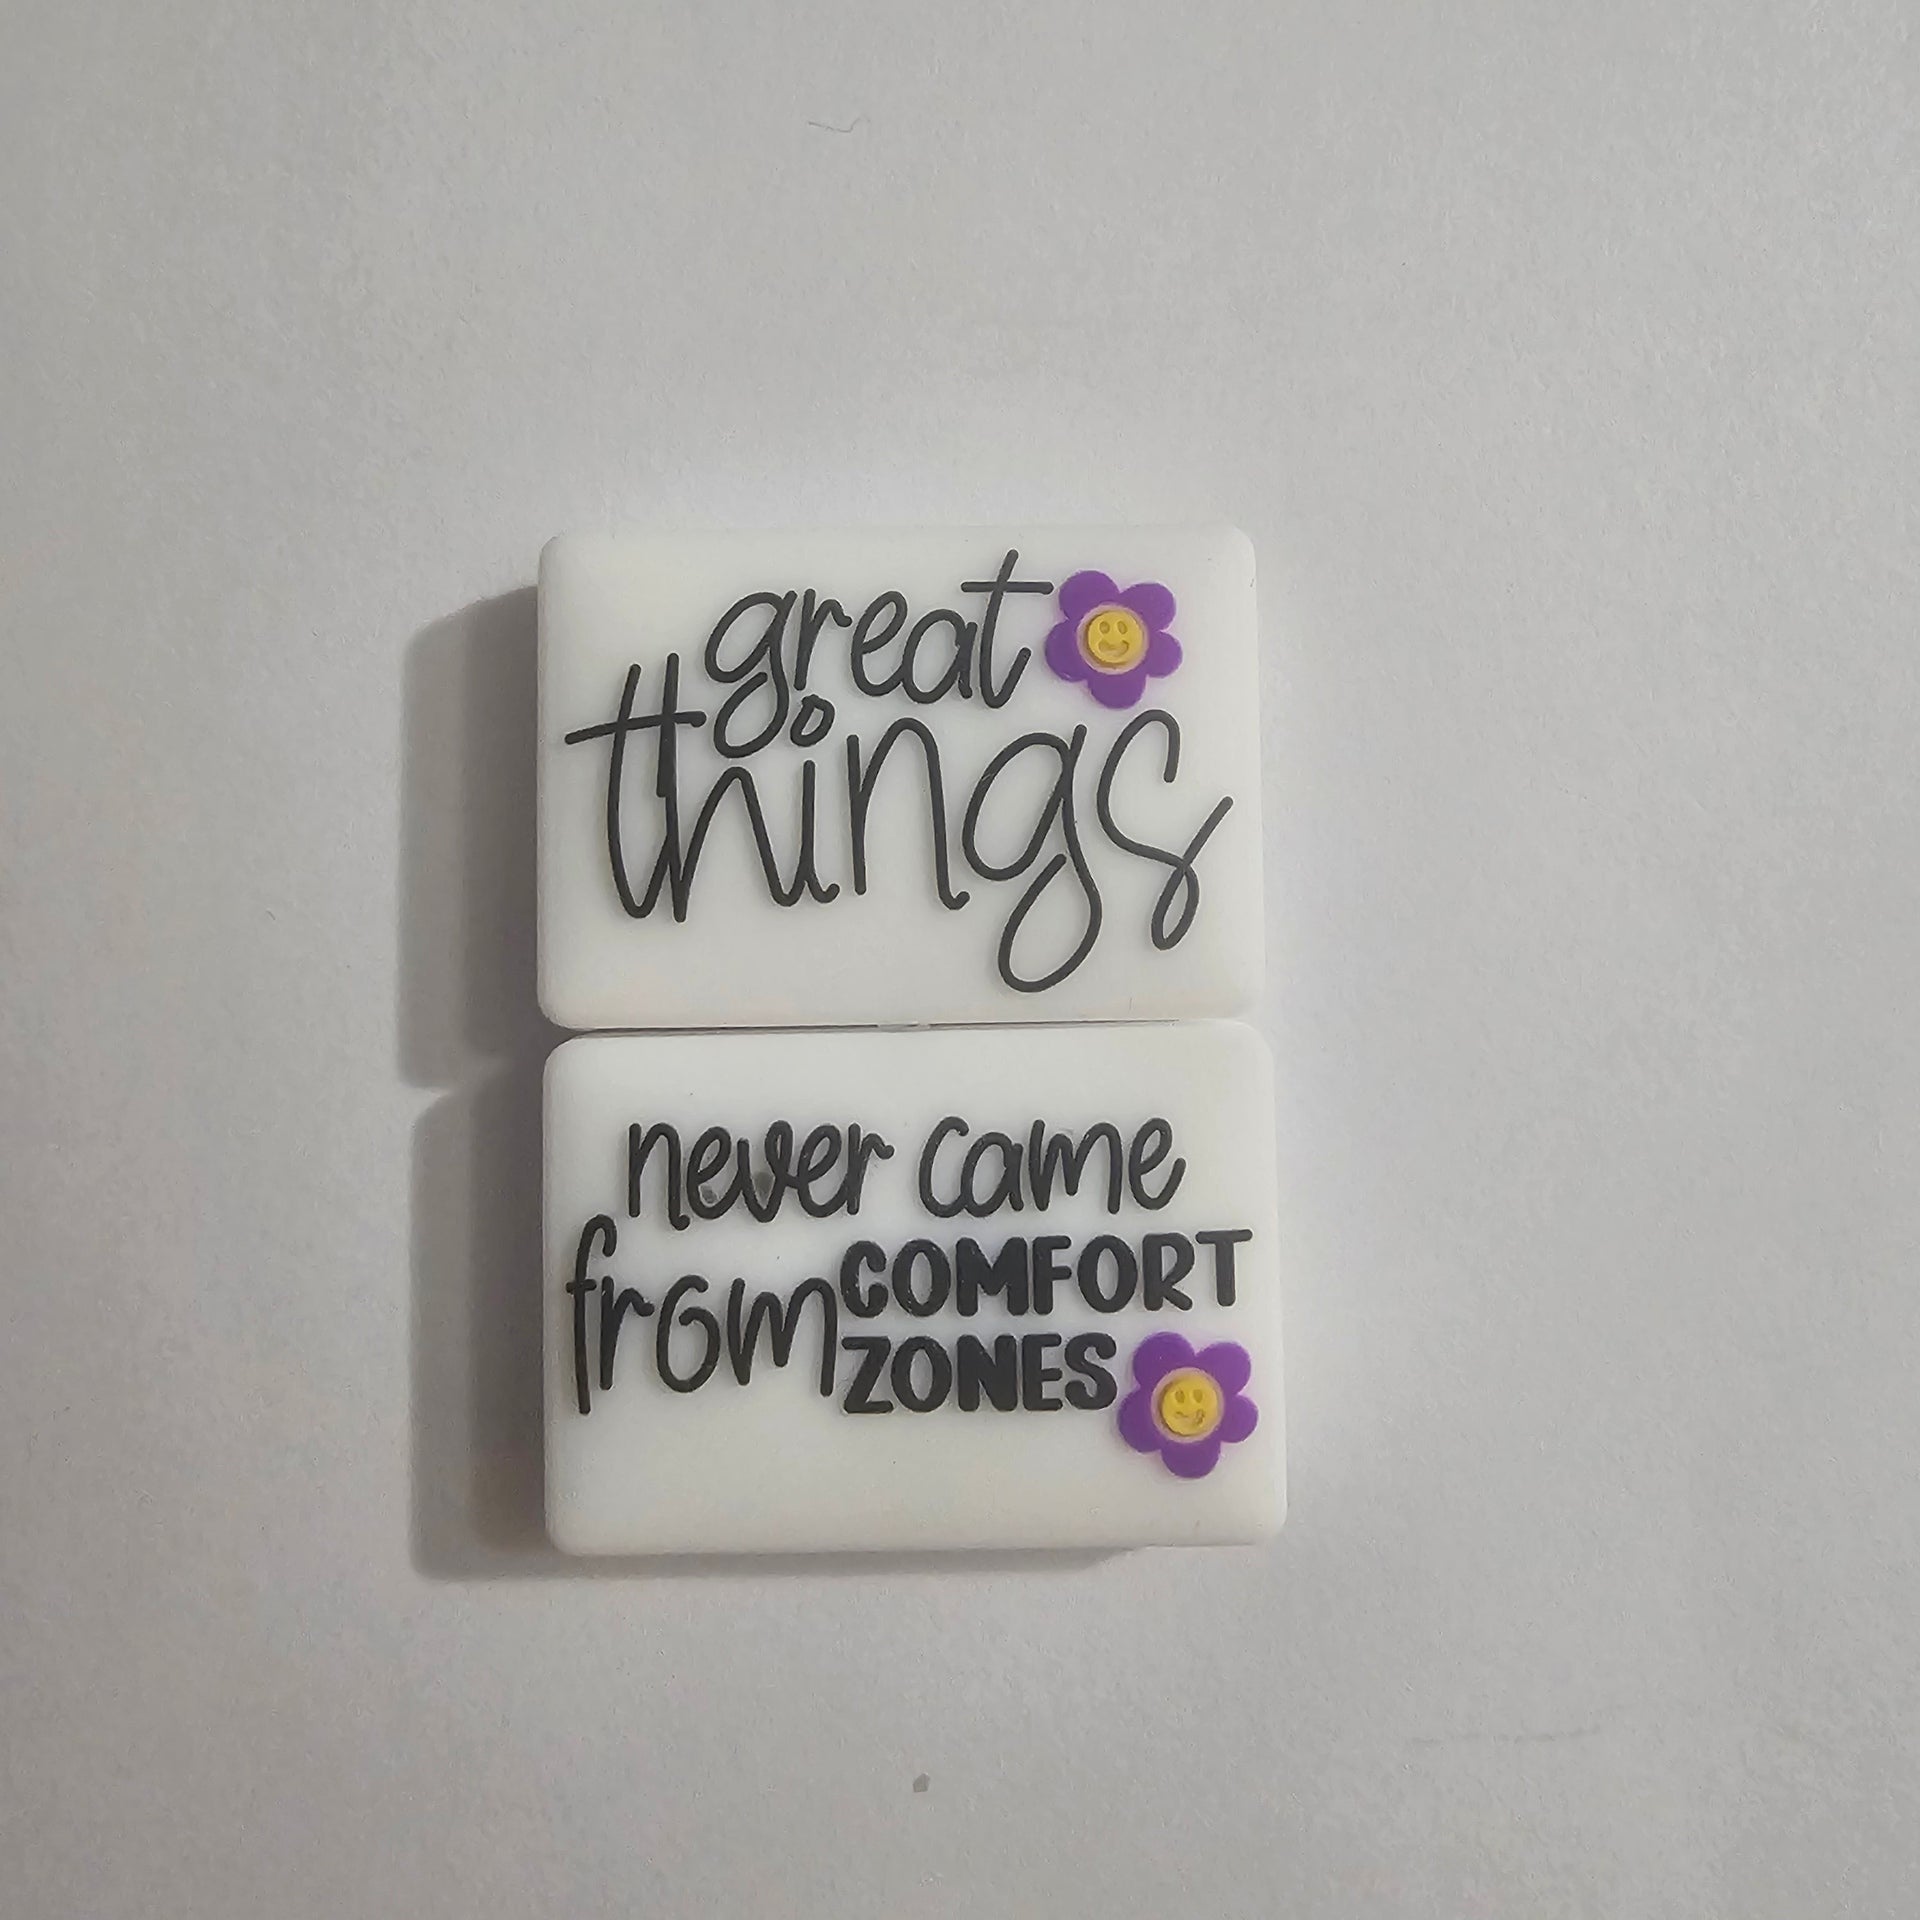 great
things
never came
from COMFORT
ZONES